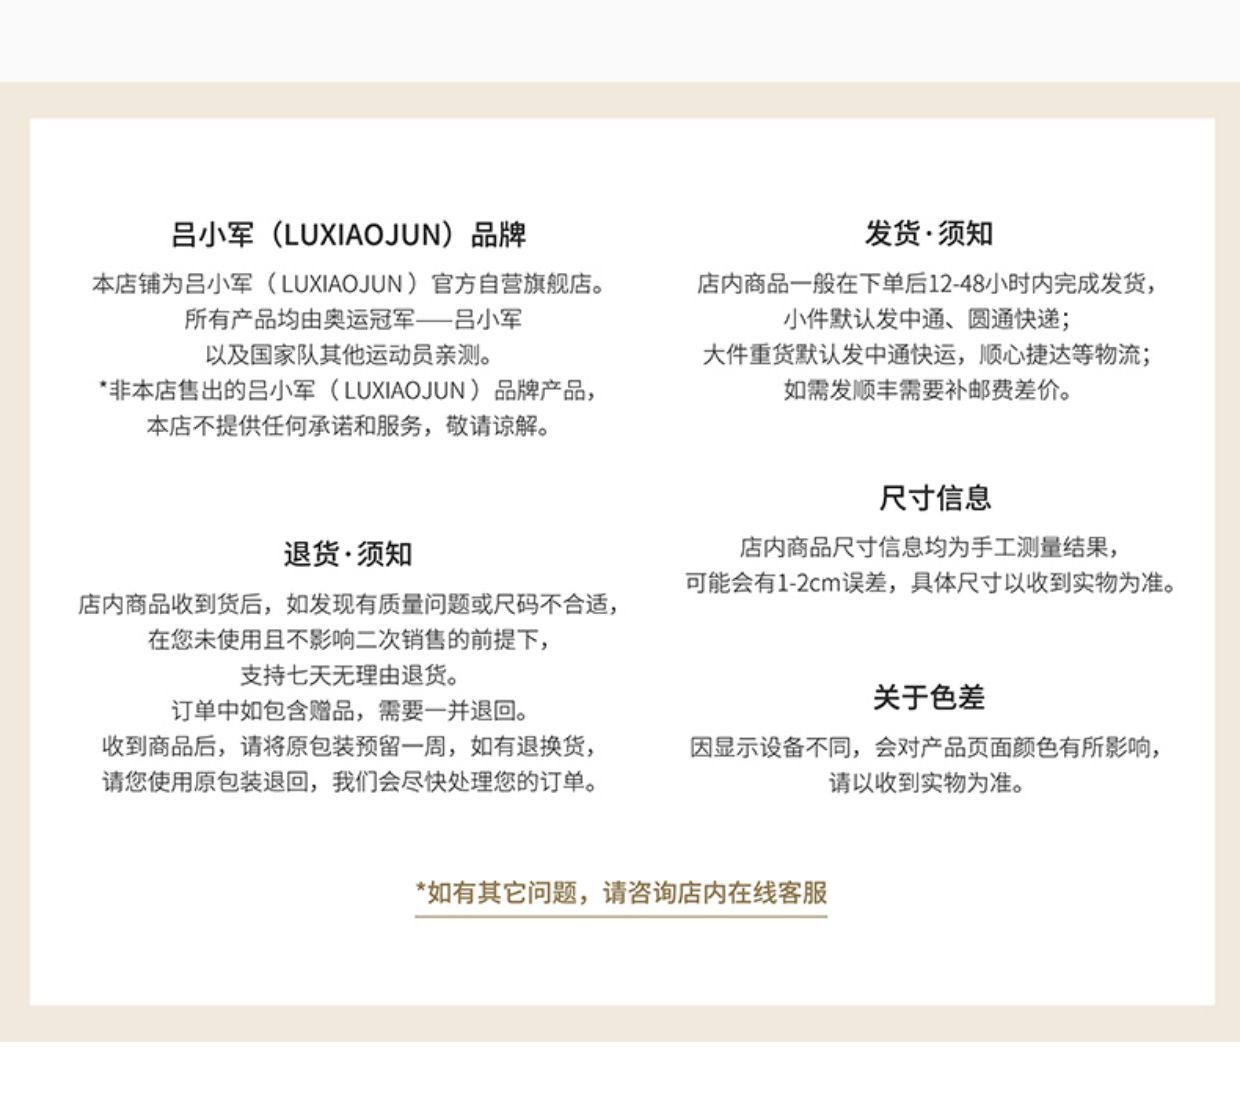 吕小军（LUXIAOJUN）品牌
本店铺为吕小军（LUXIAOJUN）官方自营旗舰店。
所有产品均由奥运冠军——吕小军
以及国家队其他运动员亲测。
*非本店售出的吕小军（LUXIAOJUN）品牌产品，
本店不提供任何承诺和服务，敬请谅解。
退货·须知
店内商品收到货后，如发现有质量问题或尺码不合适，
在您未使用且不影响二次销售的前提下，
支持七天无理由退货。
订单中如包含赠品，需要一并退回。
收到商品后，请将原包装预留一周，如有退换货，
请您使用原包装退回，我们会尽快处理您的订单。
发货·须知
店内商品一般在下单后12-48小时内完成发货，
小件默认发中通、圆通快递；
大件重货默认发中通快运，顺心捷达等物流；
如需发顺丰需要补邮费差价。
尺寸信息
店内商品尺寸信息均为手工测量结果，
可能会有1-2cm误差，具体尺寸以收到实物为准。
关于色差
因显示设备不同，会对产品页面颜色有所影响，
请以收到实物为准。
*如有其它问题，请咨询店内在线客服